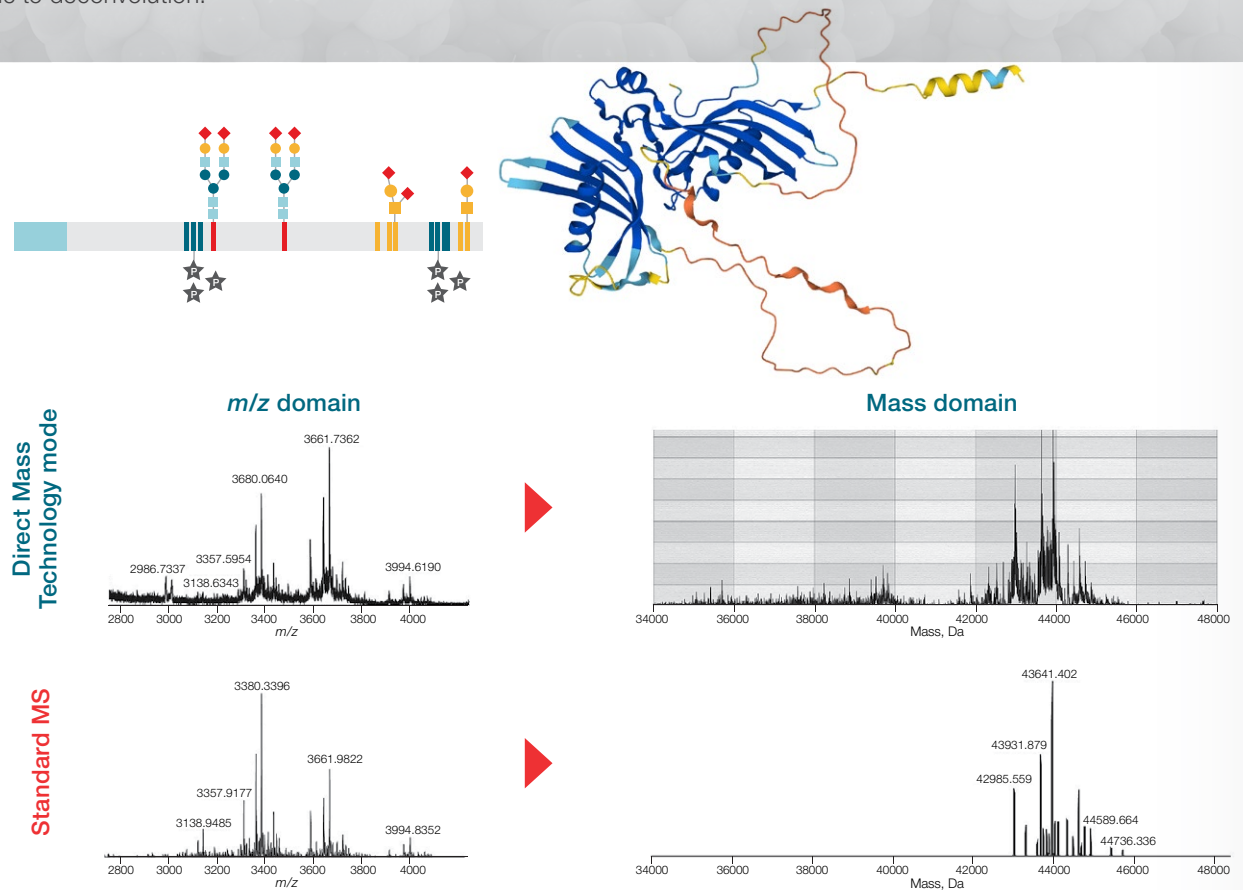 P
P
P
P
P
P
m/z domain
Mass domain
Direct Mass
Technology mode
3661.7362
3680.0640
3357.5954
2986.7337
3138.6343
3994.6190
2800 3000 3200 3400 3600 3800 4000
m/z
34000 36000 38000 40000 42000 44000 46000 48000
Mass, Da
Standard MS
3380.3396
3661.9822
3357.9177
3138.9485
3994.8352
2800 3000 3200 3400 3600 3800 4000
m/z
43641.402
43931.879
42985.559
44589.664
44736.336
34000 36000 38000 40000 42000 44000 46000 48000
Mass, Da